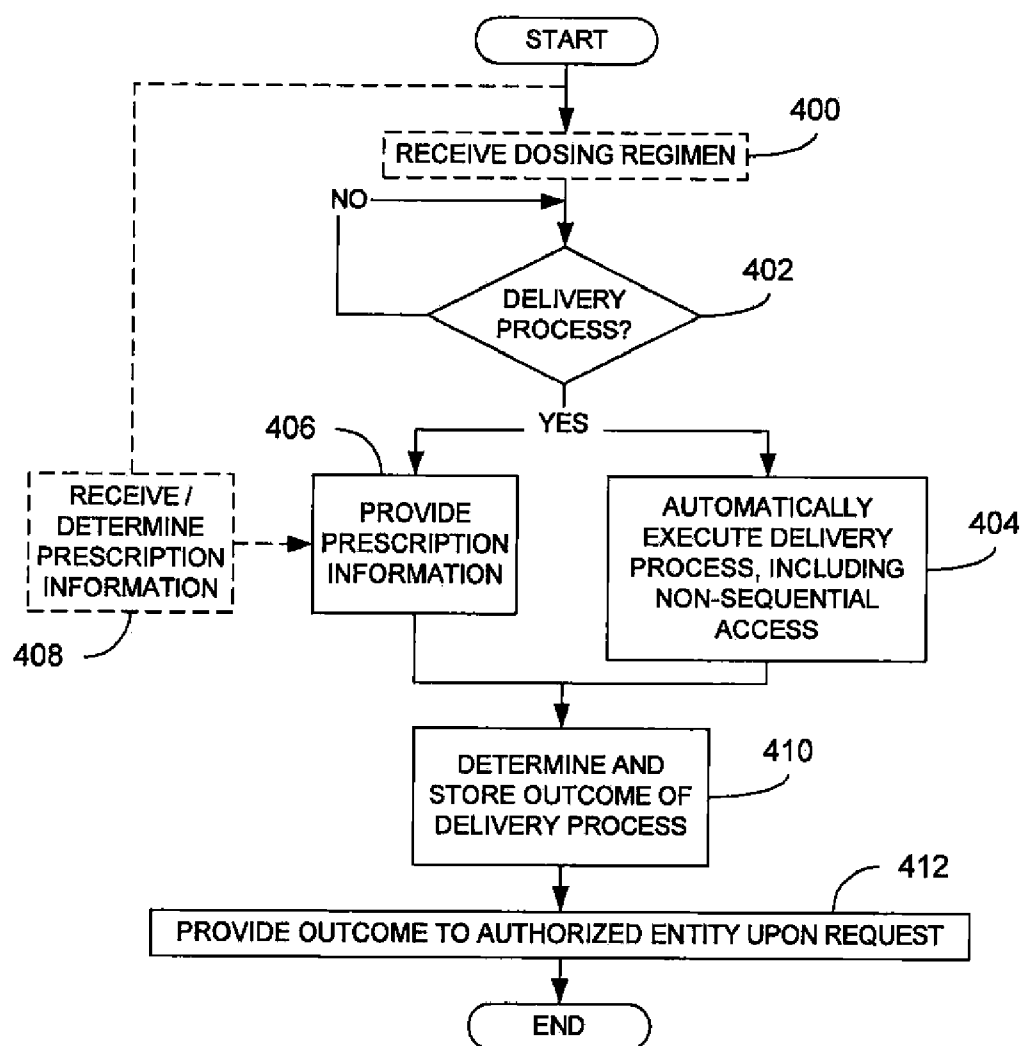 START
400
RECEIVE DOSING REGIMEN
NO
402
DELIVERY
PROCESS?
YES
406
PROVIDE
PRESCRIPTION
INFORMATION
AUTOMATICALLY
EXECUTE DELIVERY
PROCESS, INCLUDING
NON-SEQUENTIAL
ACCESS
404
RECEIVE /
DETERMINE
PRESCRIPTION
INFORMATION
408
DETERMINE AND
STORE OUTCOME OF
DELIVERY PROCESS
410
412
PROVIDE OUTCOME TO AUTHORIZED ENTITY UPON REQUEST
END